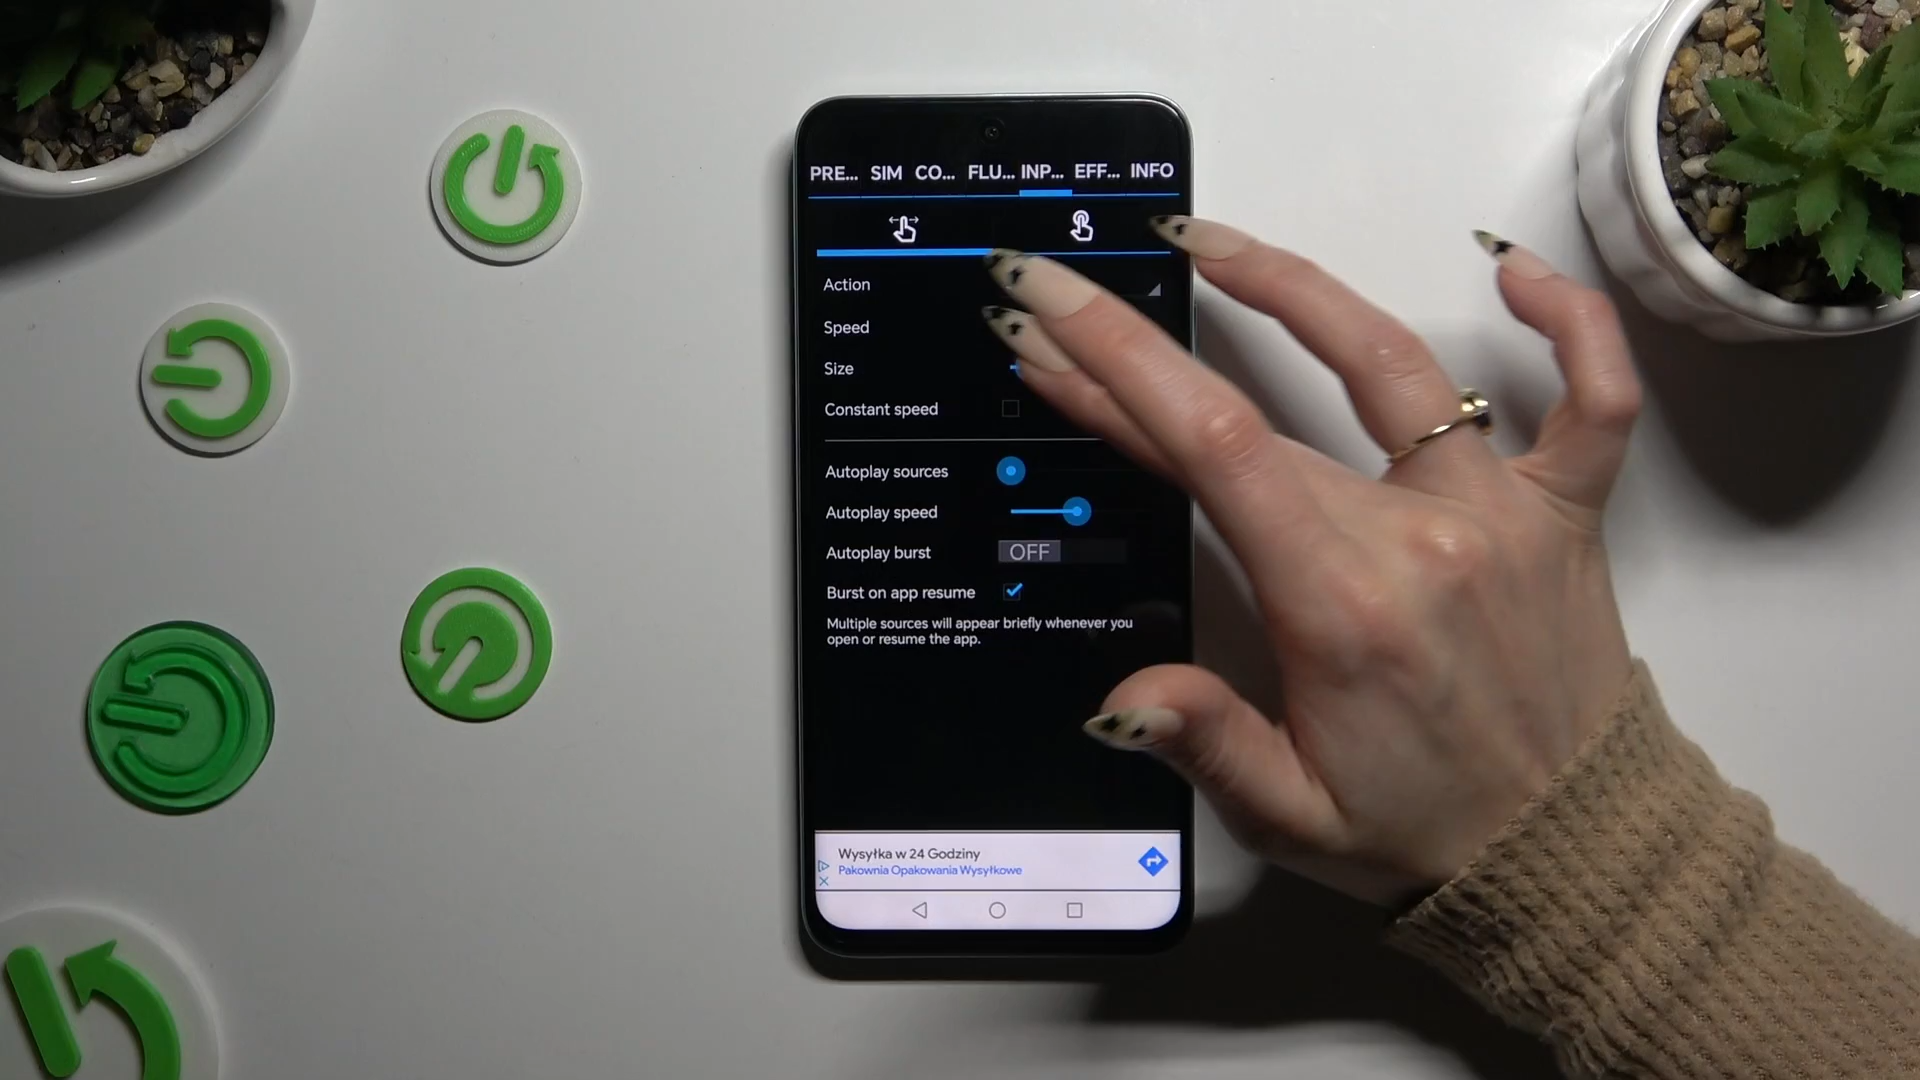 PRE... SIM CO... FLU... INP... EFF... INFO
Action
Speed
Size
Constant speed
Autoplay sources
Autoplay speed
Autoplay burst OFF
Burst on app resume
Multiple sources will appear briefly whenever you
open or resume the app.
Wysyłka w 24 Godziny
Pakownia Opakowania Wysyłkowe